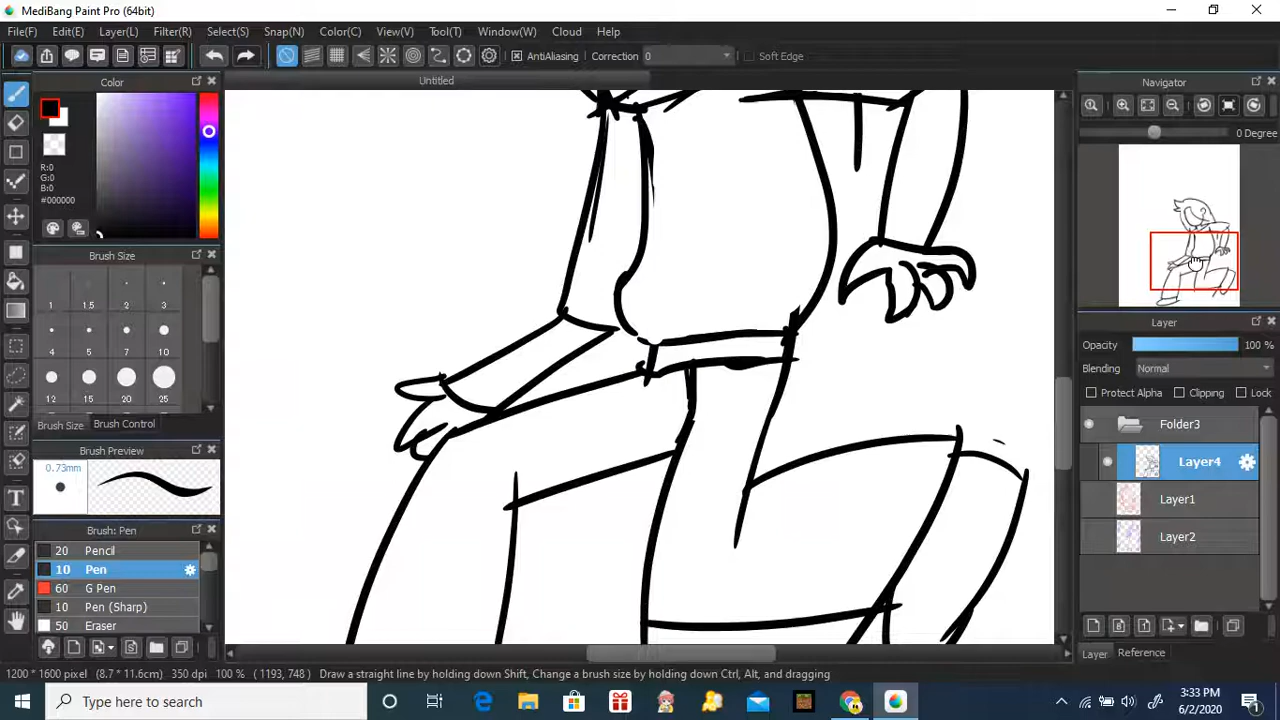 MediBang Paint Pro (64bit)
File(F) Edit(E) Layer(L) Filter(R) Select(S) Snap(N) Color(C) View(V) Tool(T) Window(W) Cloud Help
AntiAliasing Correction 0 Soft Edge
Color
Untitled
Navigator
0 Degree
R:0
G:0
B:0
#000000
Brush Size
1 1.5 2 3
4 5 7 10
12 15 20 25
Brush Size Brush Control
Brush Preview
0.73mm
Brush: Pen
20 Pencil
10 Pen
60 G Pen
10 Pen (Sharp)
50 Eraser
Layer
Opacity 100 %
Blending Normal
Protect Alpha Clipping Lock
Folder3
Layer4
Layer1
Layer2
Layer Reference
1200 * 1600 pixel (8.7 * 11.6cm) 350 dpi 100 % ( 1193, 748 ) Draw a straight line by holding down Shift, Change a brush size by holding down Ctrl, Alt, and dragging
Type here to search
3:33 PM
6/2/2020
1